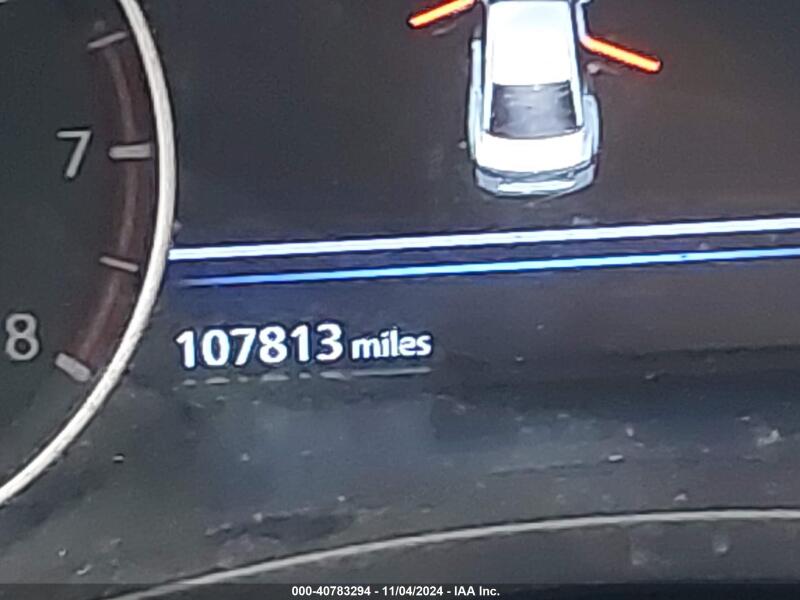 7
8
107813 miles
000-40783294 - 11/04/2024 - IAA Inc.